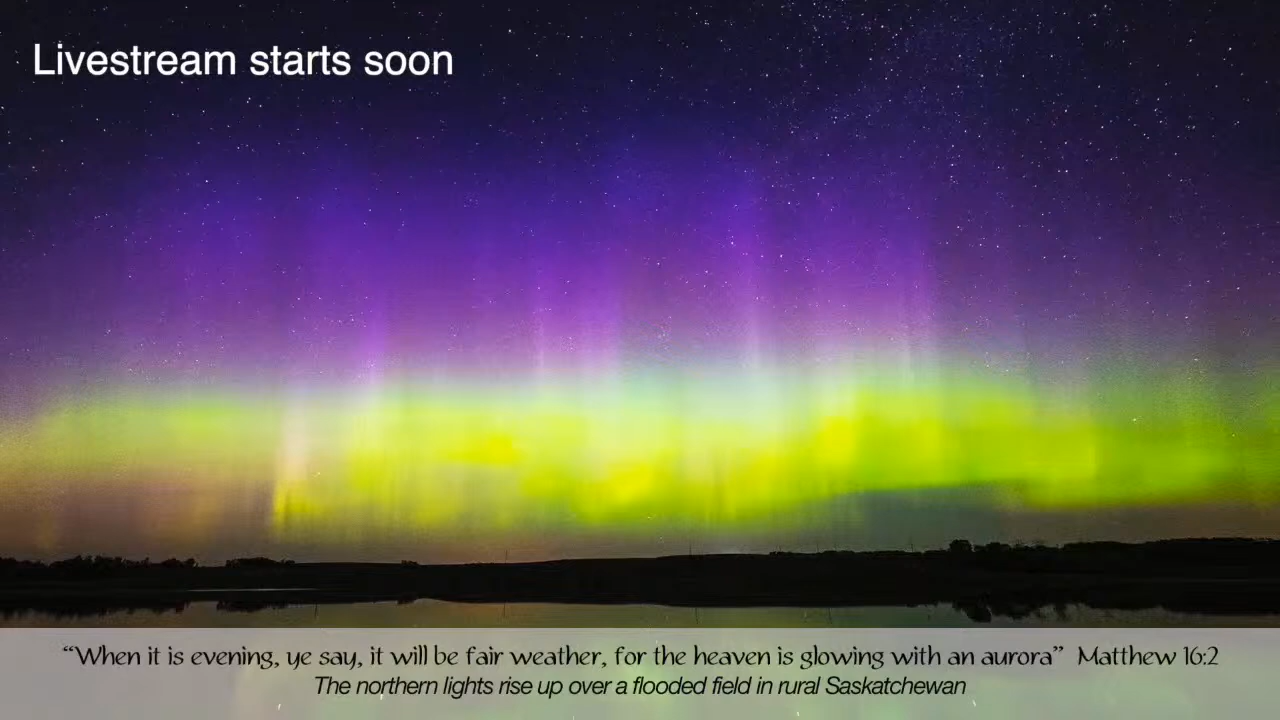 Livestream starts soon
“When it is evening, ye say, it will be fair weather, for the heaven is glowing with an aurora” Matthew 16:2
The northern lights rise up over a flooded field in rural Saskatchewan